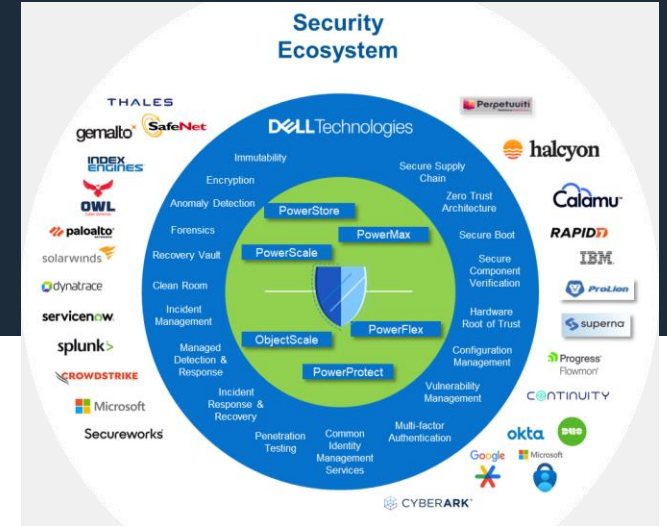 Security
Ecosystem
THALES
gemalto
SafeNet
INDEX
ENGINES
OWL
paloalto
solarwinds
dynatrace
servicenow
splunk>
CROWDSTRIKE
Microsoft
Secureworks
DELLTechnologies
Immutability
Encryption
Anomaly Detection
Forensics
Recovery Vault
Clean Room
Incident
Management
Managed
Detection &
Response
Incident
Response &
Recovery
Penetration
Testing
Common
Identity
Management
Services
Multi-factor
Authentication
Vulnerability
Management
Configuration
Management
Hardware
Root of Trust
Secure
Component
Verification
Secure Boot
Zero Trust
Architecture
Secure Supply
Chain
PowerStore
PowerMax
PowerScale
PowerFlex
ObjectScale
PowerProtect
Perpetuuiti
halcyon
Calamu
RAPID7
IBM
ProLion
superna
Progress
Flowmon
CONTINUITY
okta
DUO
Google
Microsoft
CYBERARK